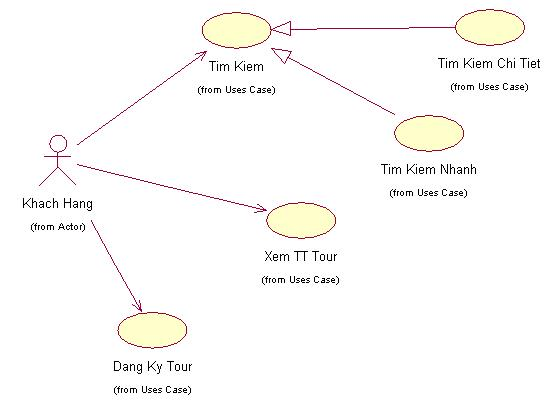 Tim Kiem
(from Uses Case)
Tim Kiem Chi Tiet
(from Uses Case)
Tim Kiem Nhanh
(from Uses Case)
Khach Hang
(from Actor)
Xem TT Tour
(from Uses Case)
Dang Ky Tour
(from Uses Case)